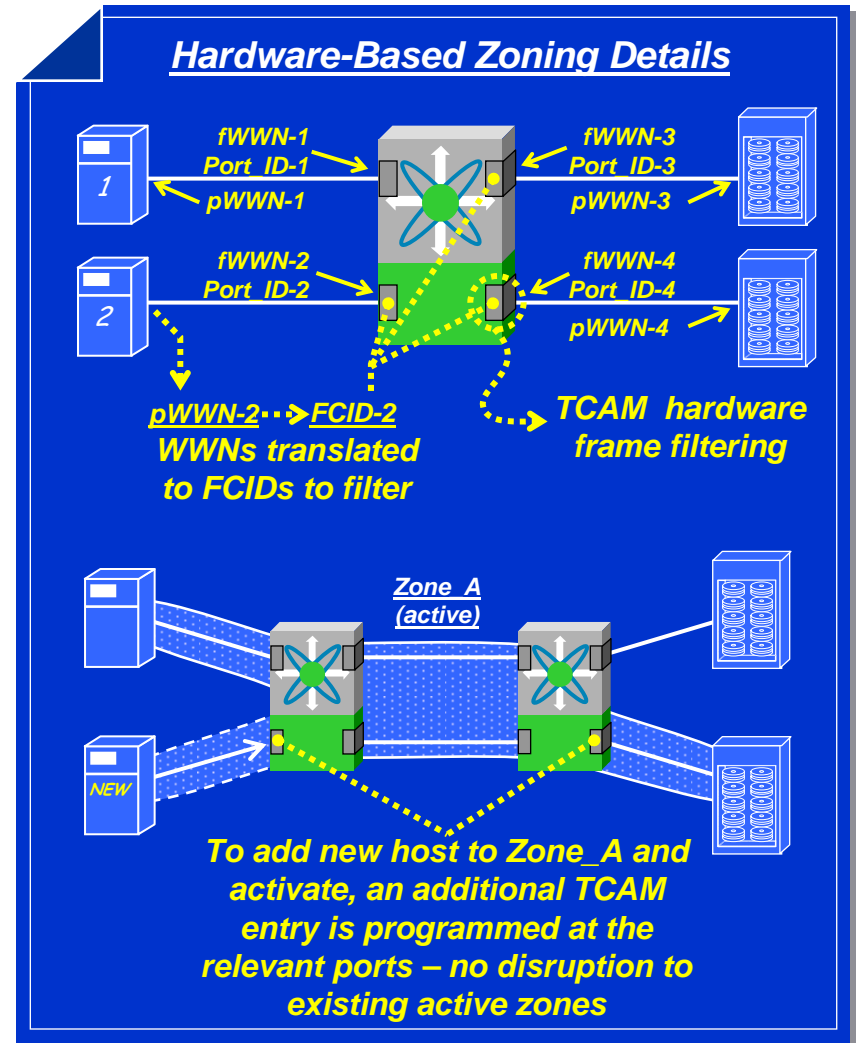 Hardware-Based Zoning Details
fWWN-1
Port_ID-1
pWWN-1
1
fWWN-3
Port_ID-3
pWWN-3
fWWN-2
Port_ID-2
2
fWWN-4
Port_ID-4
pWWN-4
pWWN-2
FCID-2
WWNs translated
to FCIDs to filter
TCAM hardware
frame filtering
Zone_A
(active)
NEW
To add new host to Zone_A and
activate, an additional TCAM
entry is programmed at the
relevant ports – no disruption to
existing active zones